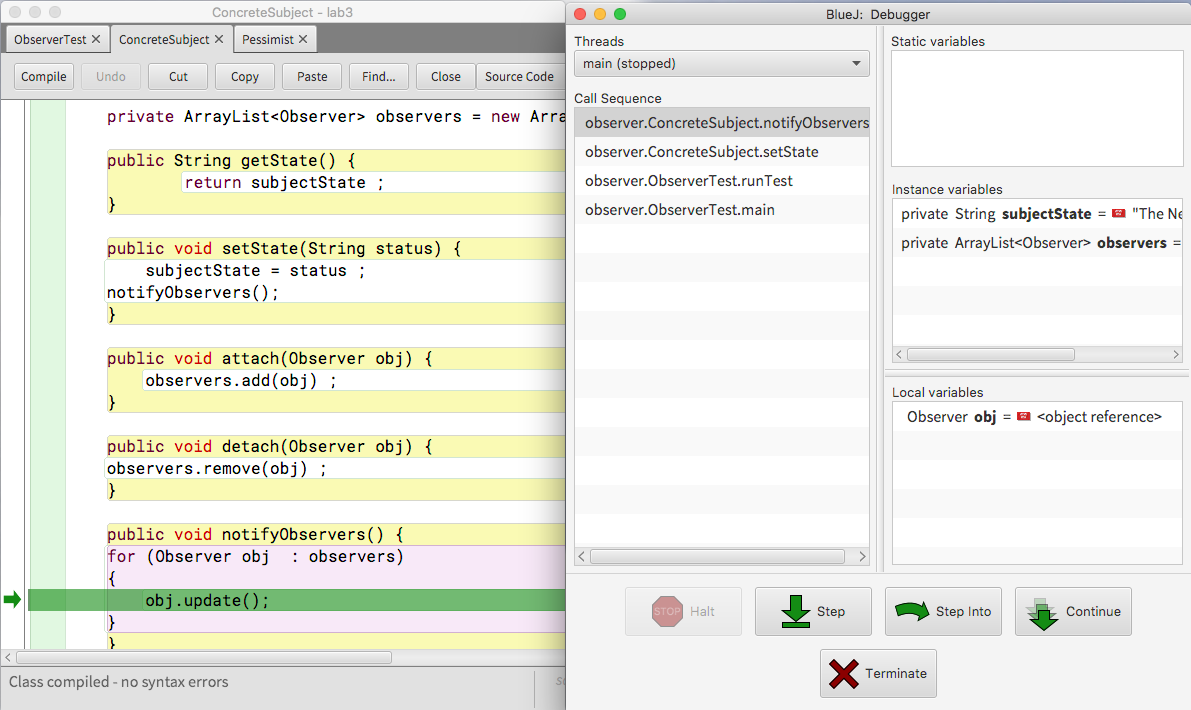 ConcreteSubject - lab3
ObserverTest ✕ ConcreteSubject ✕ Pessimist ✕
Compile Undo Cut Copy Paste Find... Close Source Code
private ArrayList<Observer> observers = new Arra
public String getState() {
return subjectState ;
}
public void setState(String status) {
subjectState = status ;
notifyObservers();
}
public void attach(Observer obj) {
observers.add(obj) ;
}
public void detach(Observer obj) {
observers.remove(obj) ;
}
public void notifyObservers() {
for (Observer obj  : observers)
{
obj.update();
}
}
Class compiled - no syntax errors
BlueJ: Debugger
Threads
main (stopped)
Call Sequence
observer.ConcreteSubject.notifyObservers
observer.ConcreteSubject.setState
observer.ObserverTest.runTest
observer.ObserverTest.main
Static variables
Instance variables
private String subjectState = "The Ne
private ArrayList<Observer> observers =
Local variables
Observer obj = <object reference>
STOP Halt
Step
Step Into
Continue
Terminate